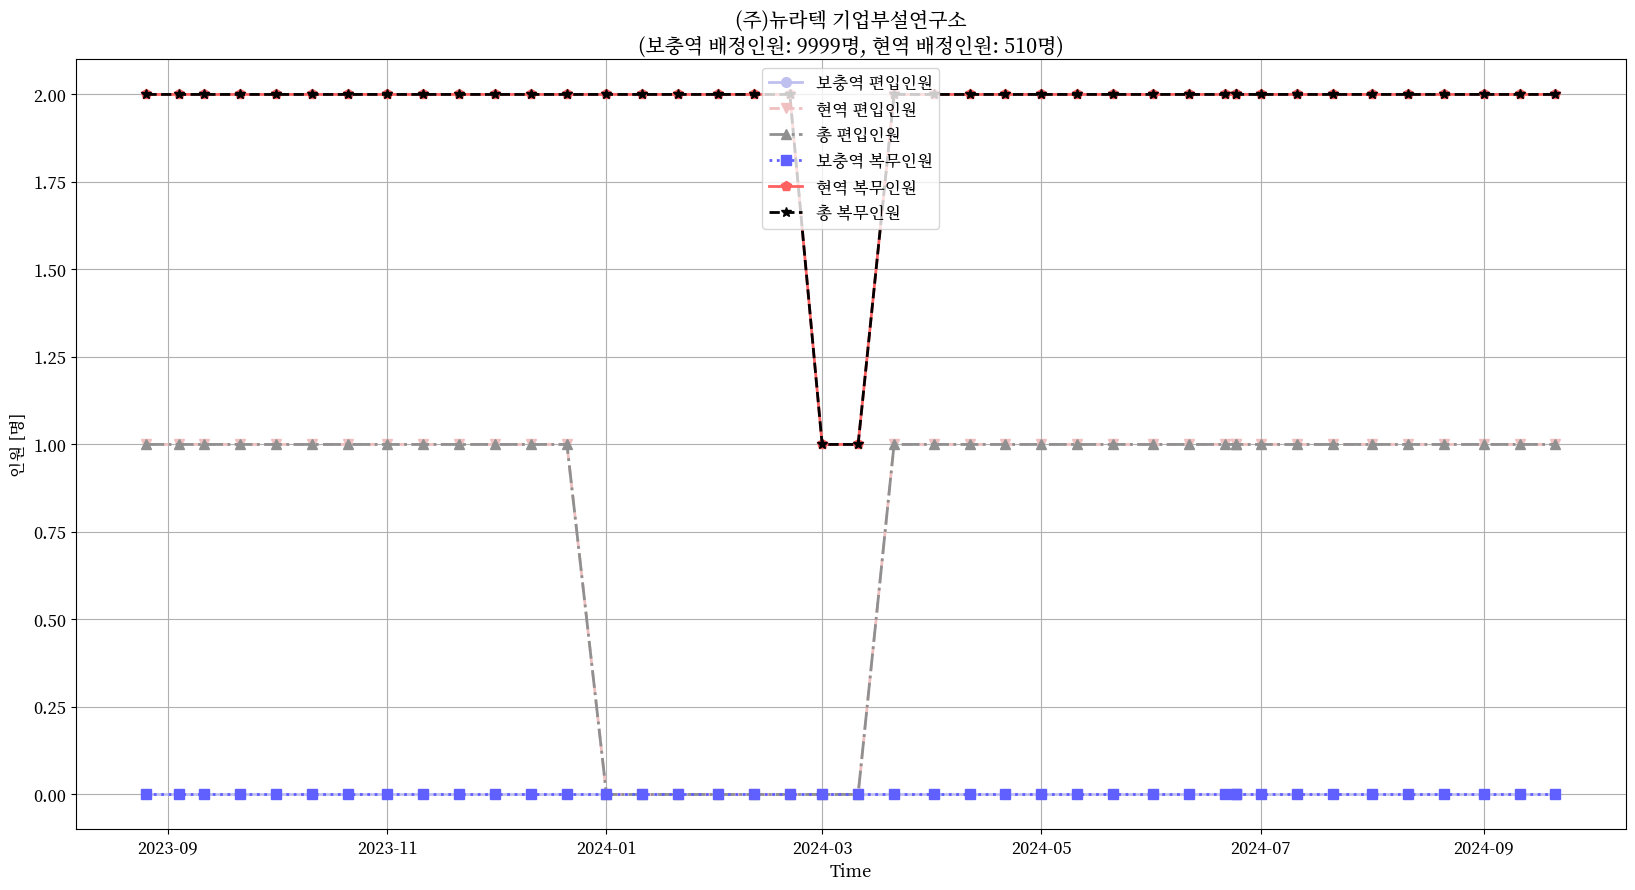 (주)뉴라텍 기업부설연구소
(보충역 배정인원: 9999명, 현역 배정인원: 510명)
보충역 편입인원
현역 편입인원
총 편입인원
보충역 복무인원
현역 복무인원
총 복무인원
인원 [명]
2.00
1.75
1.50
1.25
1.00
0.75
0.50
0.25
0.00
2023-09 2023-11 2024-01 2024-03 2024-05 2024-07 2024-09
Time